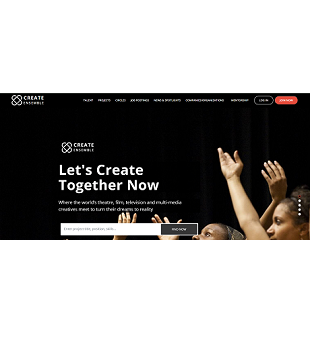 CREATE
ENSEMBLE
TALENT PROJECTS CIRCLES JOB POSTINGS NEWS & SPOTLIGHTS COMPANIES/ORGANIZATIONS MENTORSHIP LOG IN JOIN NOW
CREATE
ENSEMBLE
Let's Create
Together Now
Where the world's theatre, film, television and multi-media
creatives meet to turn their dreams to reality
Enter project title, position, skill...
FIND NOW